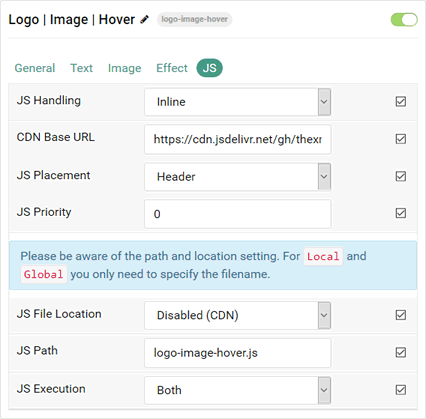 Logo | Image | Hover logo-image-hover
General Text Image Effect JS
JS Handling Inline
CDN Base URL https://cdn.jsdelivr.net/gh/thexr
JS Placement Header
JS Priority 0
Please be aware of the path and location setting. For Local and
Global you only need to specify the filename.
JS File Location Disabled (CDN)
JS Path logo-image-hover.js
JS Execution Both